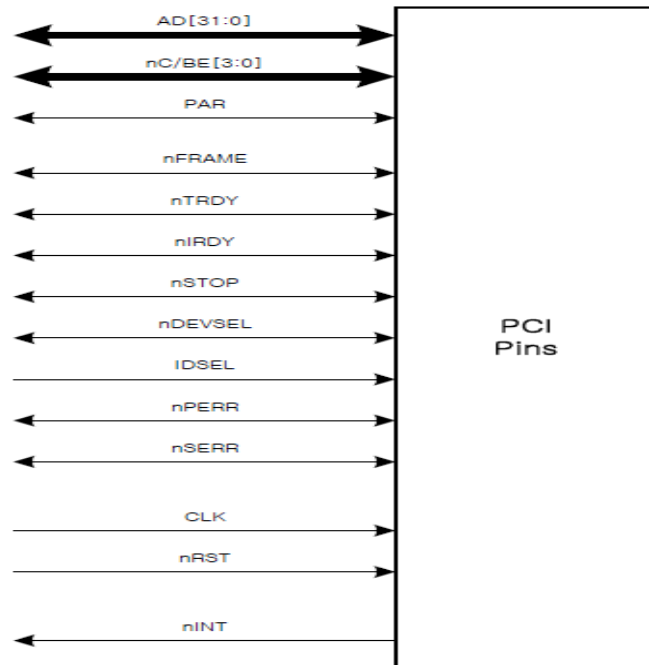 AD[31:0]
nC/BE[3:0]
PAR
nFRAME
nTRDY
nIRDY
nSTOP
nDEVSEL
IDSEL
nPERR
nSERR
CLK
nRST
nINT
PCI
Pins